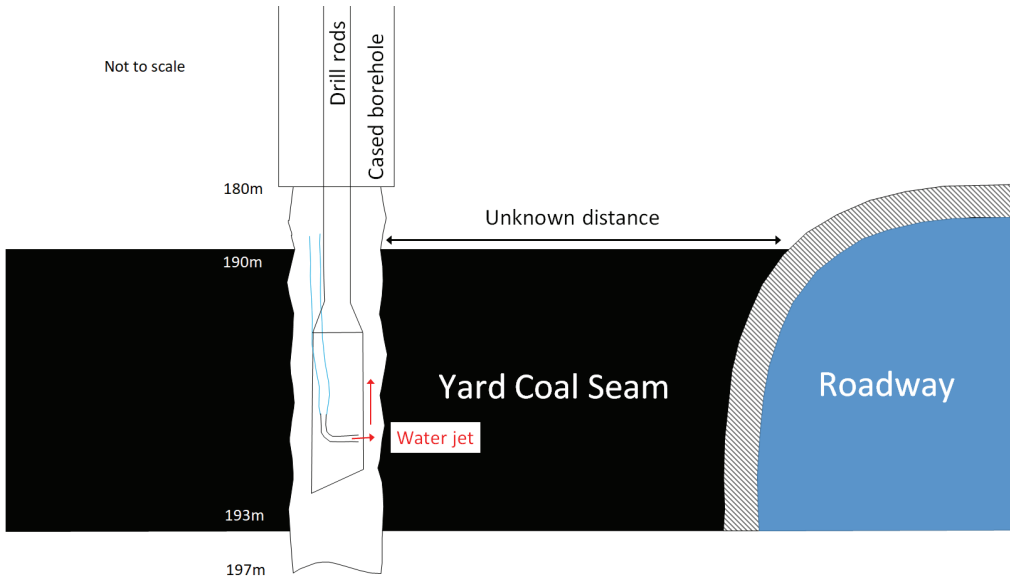 Not to scale
Drill rods
Cased borehole
180m
Unknown distance
190m
Yard Coal Seam
Roadway
Water jet
193m
197m